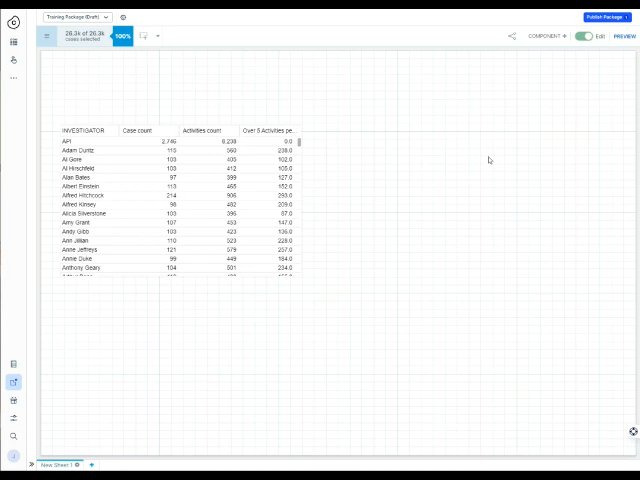 Training Package (Draft)
Publish Package
26.3k of 26.3k
cases selected
100%
COMPONENT +
Edit
PREVIEW
INVESTIGATOR Case count Activities count Over 5 Activities pe...
API 2.746 8.238 0.0
Adam Duritz 115 560 238.0
Al Gore 103 405 102.0
Al Hirschfeld 103 412 105.0
Alan Bates 97 399 127.0
Albert Einstein 113 465 152.0
Alfred Hitchcock 214 906 293.0
Alfred Kinsey 98 482 209.0
Alicia Silverstone 103 396 87.0
Amy Grant 107 453 147.0
Andy Gibb 103 423 136.0
Ann Jillian 110 523 228.0
Anne Jeffreys 121 579 257.0
Annie Duke 99 449 184.0
Anthony Geary 104 501 234.0
New Sheet 1